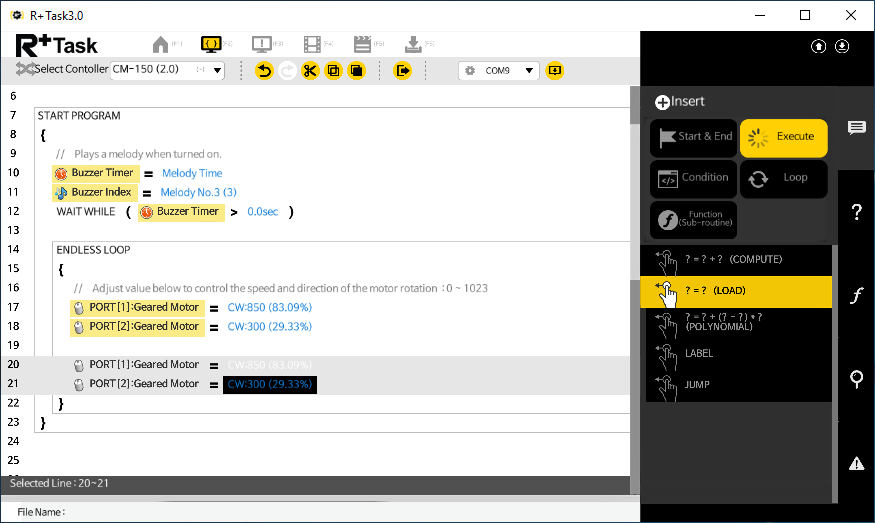 R+ Task3.0
R+Task
(F1)
(F2)
(F3)
(F4)
(F5)
(F6)
Select Contoller
CM-150 (2.0)
COM9
6
7 START PROGRAM
8 {
9 // Plays a melody when turned on.
10 Buzzer Timer = Melody Time
11 Buzzer Index = Melody No.3 (3)
12 WAIT WHILE ( Buzzer Timer > 0.0sec )
13
14 ENDLESS LOOP
15 {
16 // Adjust value below to control the speed and direction of the motor rotation :0 ~ 1023
17 PORT[1]:Geared Motor = CW:850 (83.09%)
18 PORT[2]:Geared Motor = CW:300 (29.33%)
19
20 PORT[1]:Geared Motor = CW:850 (83.09%)
21 PORT[2]:Geared Motor = CW:300 (29.33%)
22 }
23 }
24
25
Selected Line : 20~21
File Name :
Insert
Start & End
Execute
Condition
Loop
Function
(Sub-routine)
? = ? + ? (COMPUTE)
? = ? (LOAD)
? = ? + (? - ?) * ?
(POLYNOMIAL)
LABEL
JUMP